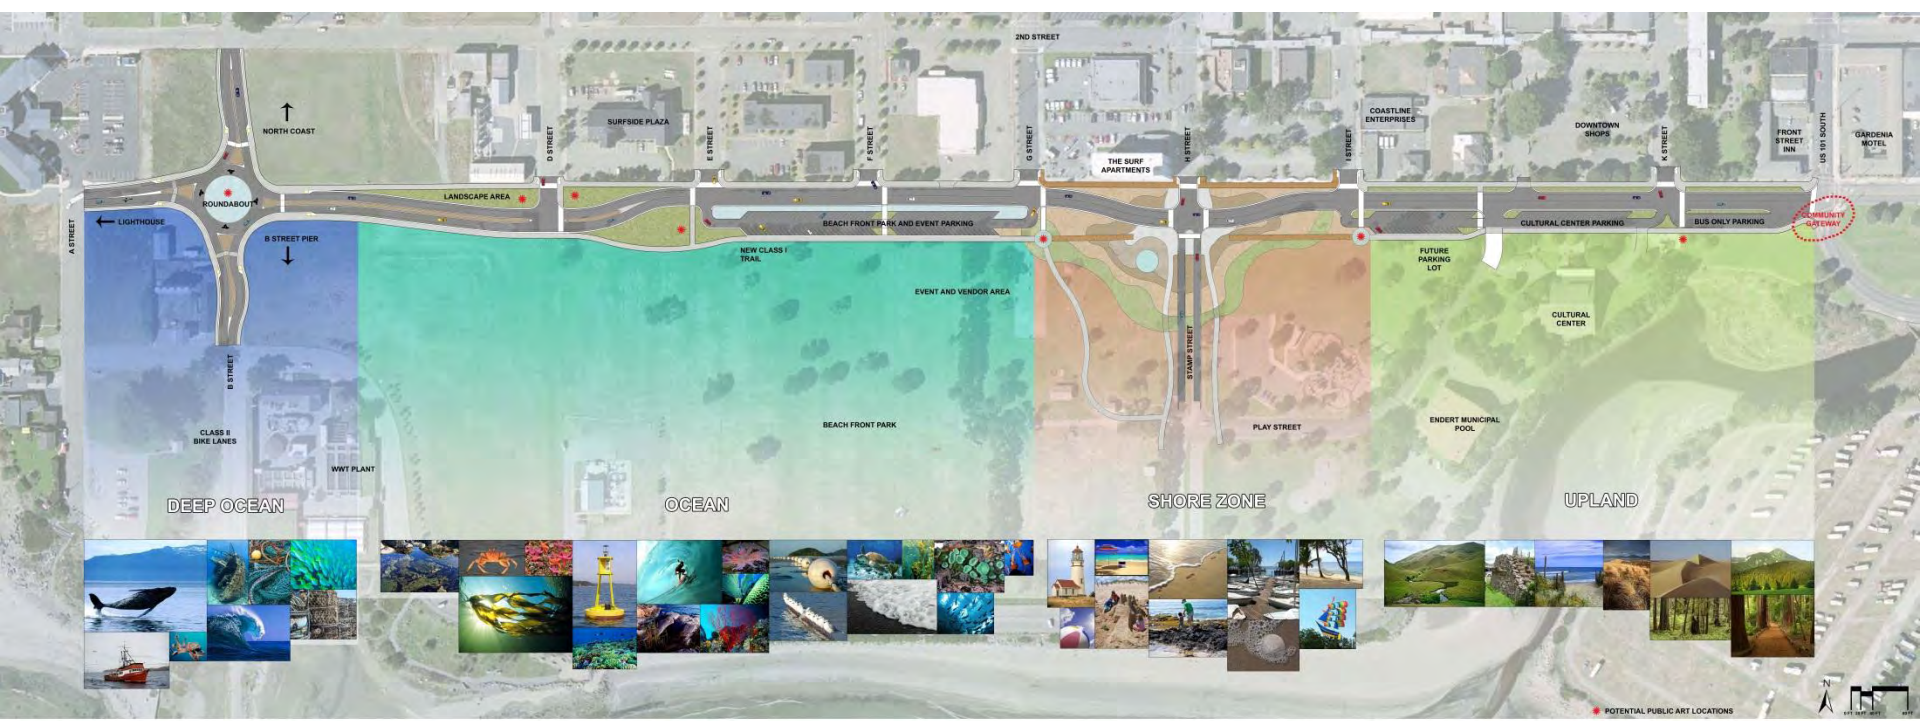 2ND STREET
NORTH COAST
SURFSIDE PLAZA
COASTLINE
ENTERPRISES
DOWNTOWN
SHOPS
FRONT
STREET
INN
US 101 SOUTH
GARDENIA
MOTEL
D STREET
E STREET
F STREET
G STREET
THE SURF
APARTMENTS
H STREET
I STREET
K STREET
ROUNDABOUT
LANDSCAPE AREA
A STREET
LIGHTHOUSE
B STREET PIER
BEACH FRONT PARK AND EVENT PARKING
CULTURAL CENTER PARKING
BUS ONLY PARKING
COMMUNITY
GATEWAY
NEW CLASS I
TRAIL
EVENT AND VENDOR AREA
FUTURE
PARKING
LOT
CULTURAL
CENTER
B STREET
STAMP STREET
CLASS II
BIKE LANES
WWT PLANT
BEACH FRONT PARK
PLAY STREET
ENDERT MUNICIPAL
POOL
DEEP OCEAN
OCEAN
SHORE ZONE
UPLAND
N
POTENTIAL PUBLIC ART LOCATIONS